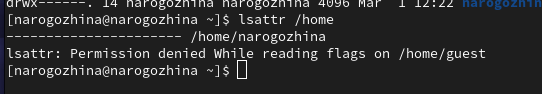 drwx------. 14 narogozhina narogozhina 4096 Mar  1 12:22 narogozhin
[narogozhina@narogozhina ~]$ lsattr /home
---------------------- /home/narogozhina
lsattr: Permission denied While reading flags on /home/guest
[narogozhina@narogozhina ~]$